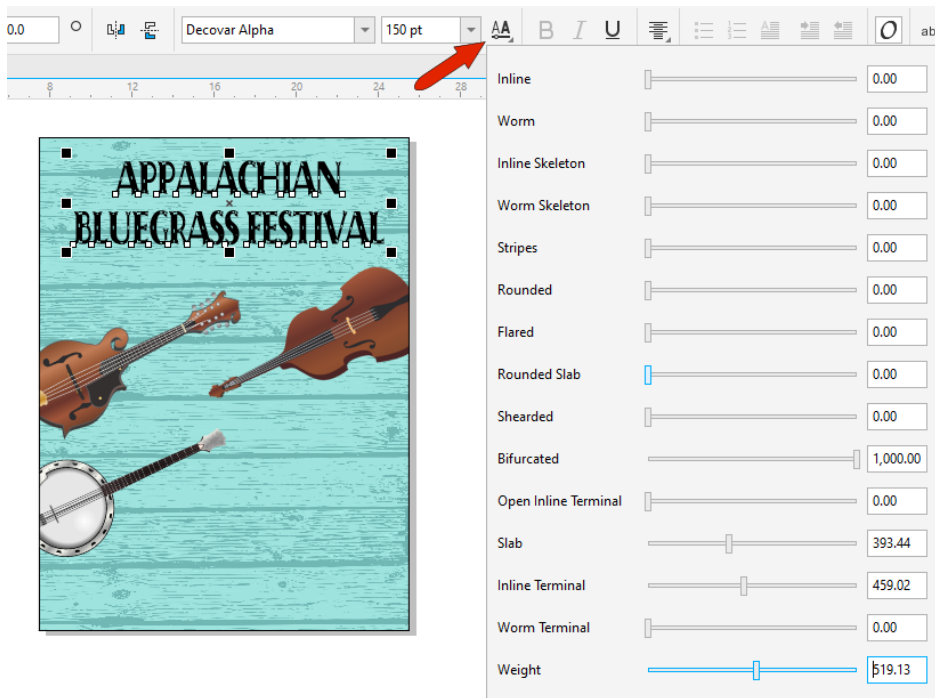 0.0
Decovar Alpha
150 pt
AA
B
I
U
O
ab
8
12
16
20
24
28
APPALACHIAN
BLUEGRASS FESTIVAL
Inline
0.00
Worm
0.00
Inline Skeleton
0.00
Worm Skeleton
0.00
Stripes
0.00
Rounded
0.00
Flared
0.00
Rounded Slab
0.00
Shearded
0.00
Bifurcated
1,000.00
Open Inline Terminal
0.00
Slab
393.44
Inline Terminal
459.02
Worm Terminal
0.00
Weight
519.13